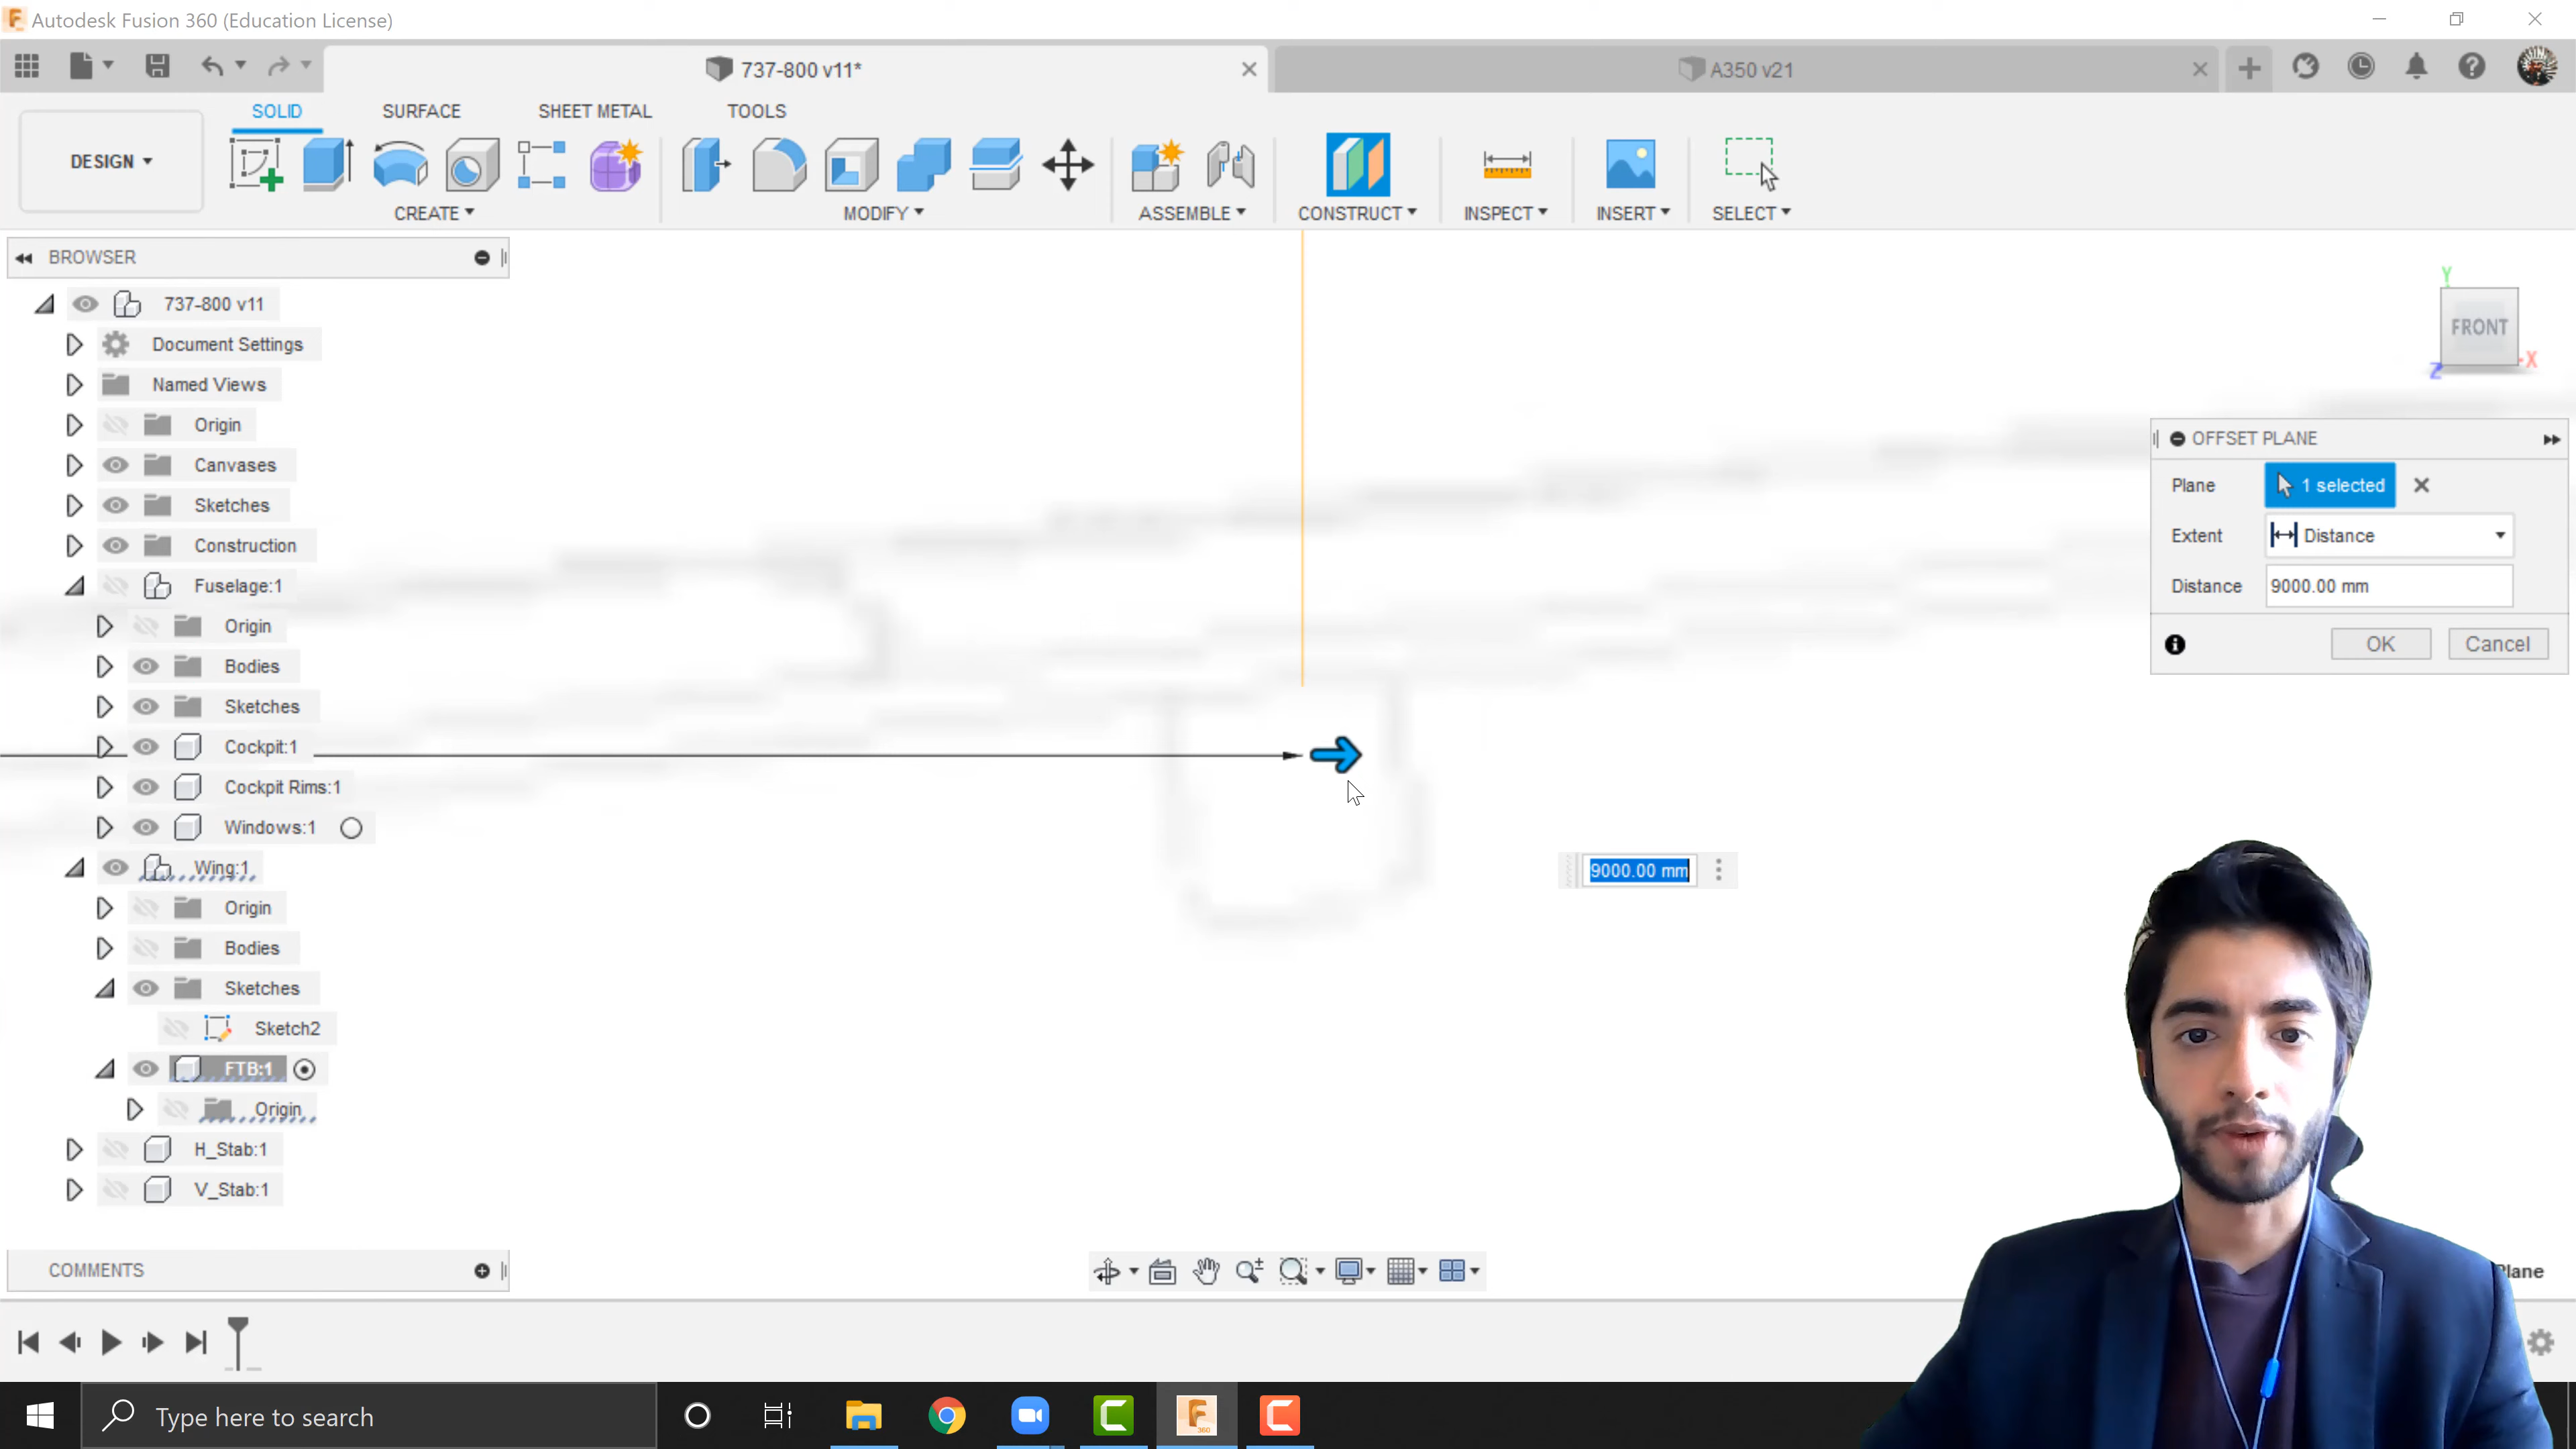 Autodesk Fusion 360 (Education License)
737-800 v11*
A350 v21
SOLID
SURFACE
SHEET METAL
TOOLS
DESIGN
CREATE
MODIFY
ASSEMBLE
CONSTRUCT
INSPECT
INSERT
SELECT
BROWSER
737-800 v11
Document Settings
Named Views
Origin
Canvases
Sketches
Construction
Fuselage:1
Origin
Bodies
Sketches
Cockpit:1
Cockpit Rims:1
Windows:1
Wing:1
Origin
Bodies
Sketches
Sketch2
FTB:1
Origin
H_Stab:1
V_Stab:1
COMMENTS
Y
FRONT
X
Z
OFFSET PLANE
Plane
1 selected
Extent
Distance
Distance
9000.00 mm
OK
Cancel
9000.00 mm
Plane
Type here to search
F
360